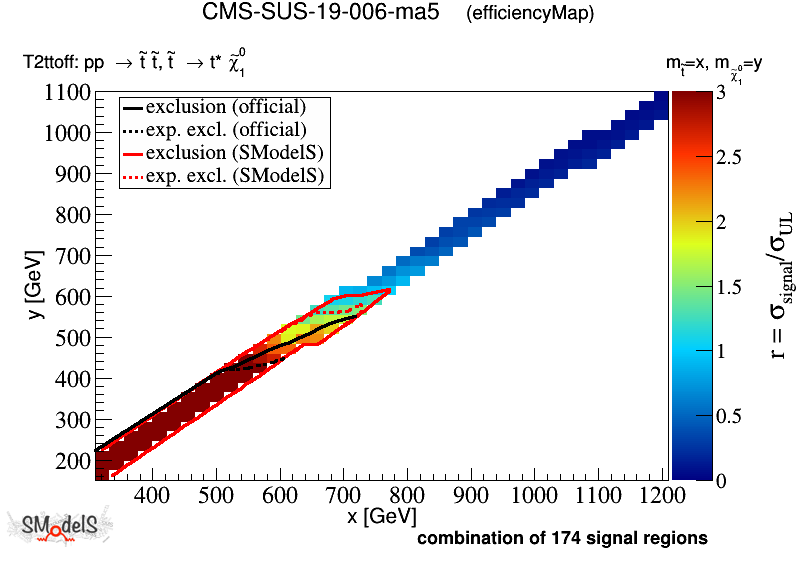 CMS-SUS-19-006-ma5 (efficiencyMap)
T2ttoff: pp → t̃ t̃, t̃ → t* χ̃₁⁰
m_t̃=x, m_χ̃₁⁰=y
exclusion (official)
exp. excl. (official)
exclusion (SModelS)
exp. excl. (SModelS)
1100
1000
900
800
700
600
500
400
300
200
y [GeV]
400 500 600 700 800 900 1000 1100 1200
x [GeV]
3
2.5
2
1.5
1
0.5
0
r = σ_signal/σ_UL
SModelS
combination of 174 signal regions